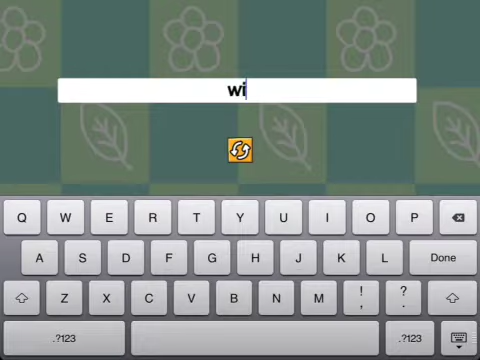 wi
Q W E R T Y U I O P
A S D F G H J K L Done
Z X C V B N M ! , ? .
.?123 .?123